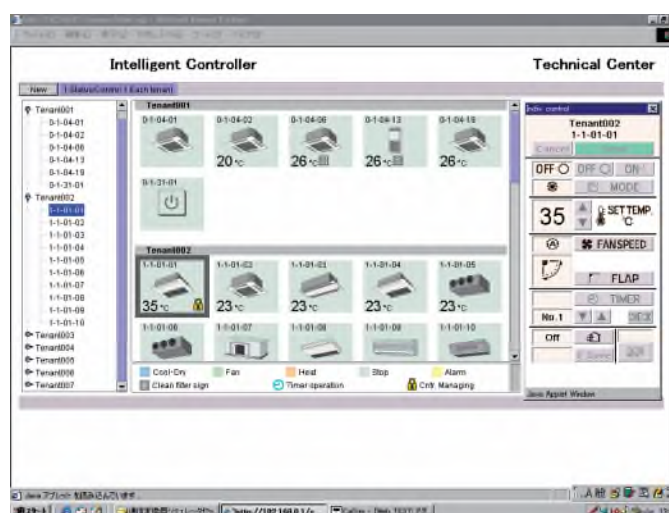 Intelligent Controller
Technical Center
New
Tenant001
0-1-04-01
0-1-04-02
0-1-04-06
0-1-04-13
0-1-04-19
0-1-31-01
Tenant002
1-1-01-01
1-1-01-02
1-1-01-03
1-1-01-04
1-1-01-05
1-1-01-06
1-1-01-07
1-1-01-08
1-1-01-09
1-1-01-10
Tenant003
Tenant004
Tenant005
Tenant006
Tenant007
Tenant001
0-1-04-01
0-1-04-02
0-1-04-06
0-1-04-13
0-1-04-19
20 °C
26 °C
26 °C
26 °C
0-1-31-01
Tenant002
1-1-01-01
1-1-01-02
1-1-01-03
1-1-01-04
1-1-01-05
35 °C
23 °C
23 °C
23 °C
23 °C
1-1-01-06
1-1-01-07
1-1-01-08
1-1-01-09
1-1-01-10
Cool-Dry
Fan
Heat
Stop
Alarm
Clean filter sign
Timer operation
Cntr. Managing
Indiv. control
Tenant002
1-1-01-01
Cancel
OFF
OFF
ON
MODE
35
SET TEMP.
°C
FANSPEED
FLAP
TIMER
No.1
Off
Java Applet Window